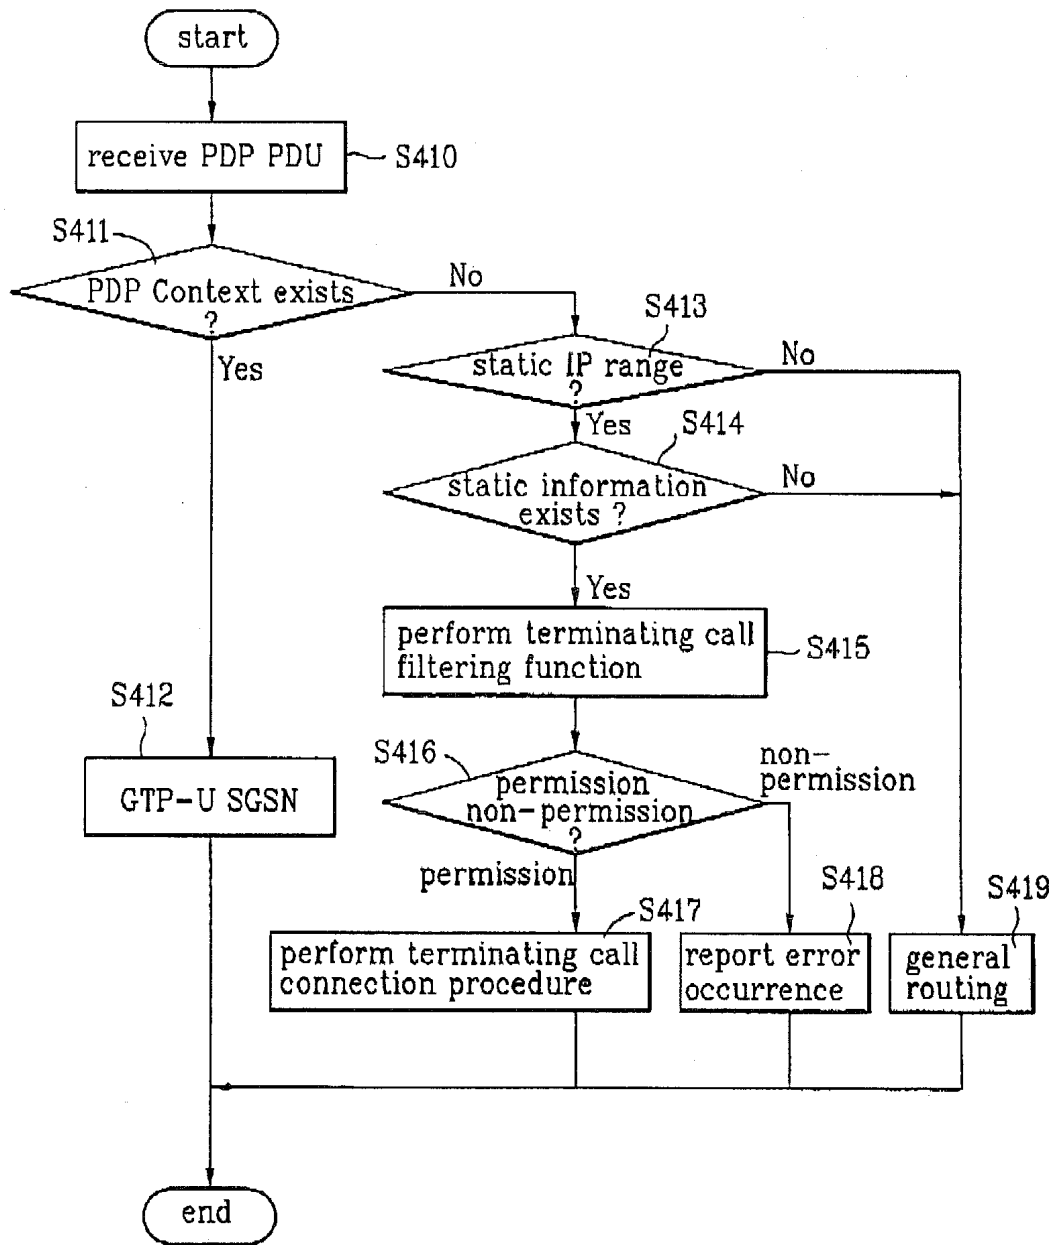 start
receive PDP PDU
S410
S411
PDP Context exists
?
No
Yes
S413
static IP range
?
No
Yes
S414
static information
exists ?
No
Yes
perform terminating call
filtering function
S415
S412
GTP-U SGSN
S416
permission
non-permission
?
non-
permission
permission
S417
perform terminating call
connection procedure
S418
report error
occurrence
S419
general
routing
end